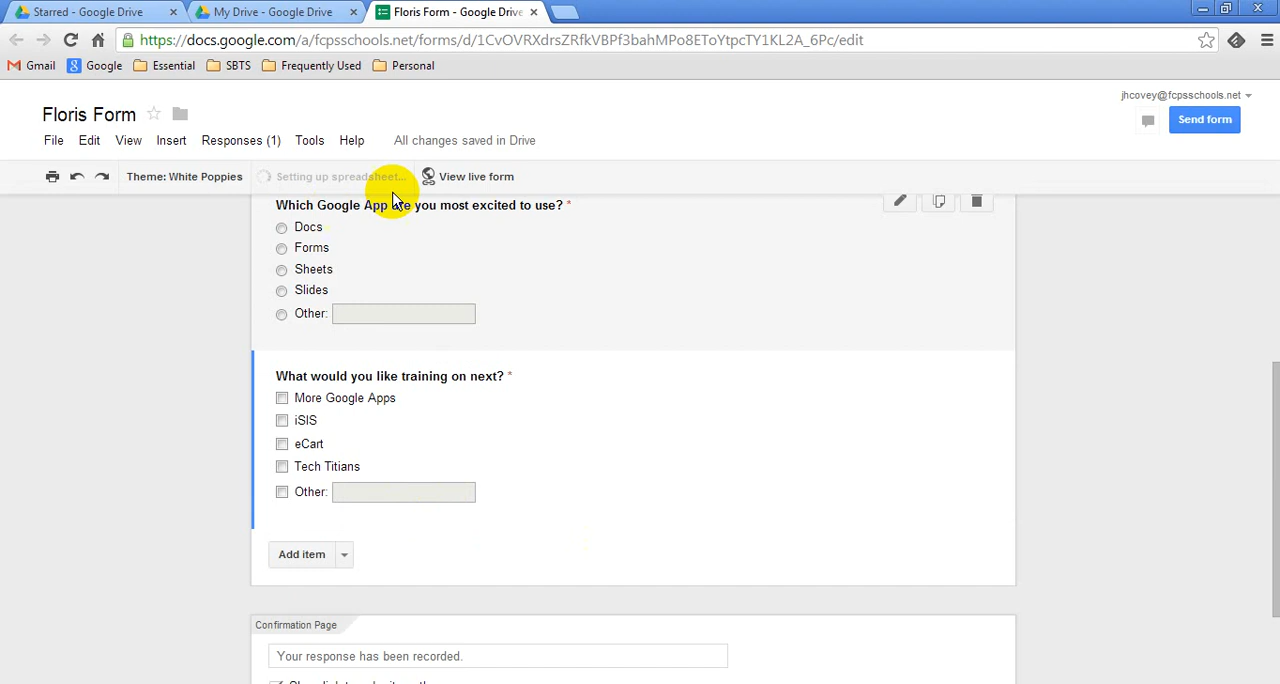 Starred - Google Drive × My Drive - Google Drive × Floris Form - Google Drive ×
https://docs.google.com/a/fcpsschools.net/forms/d/1CvOVRXdrsZRfkVBPf3bahMPo8EToYtpcTY1KL2A_6Pc/edit
Gmail Google Essential SBTS Frequently Used Personal
jhcovey@fcpsschools.net
Floris Form
Send form
File Edit View Insert Responses (1) Tools Help All changes saved in Drive
Theme: White Poppies Setting up spreadsheet... View live form
Which Google App are you most excited to use? *
Docs
Forms
Sheets
Slides
Other:
What would you like training on next? *
More Google Apps
iSIS
eCart
Tech Titians
Other:
Add item
Confirmation Page
Your response has been recorded.